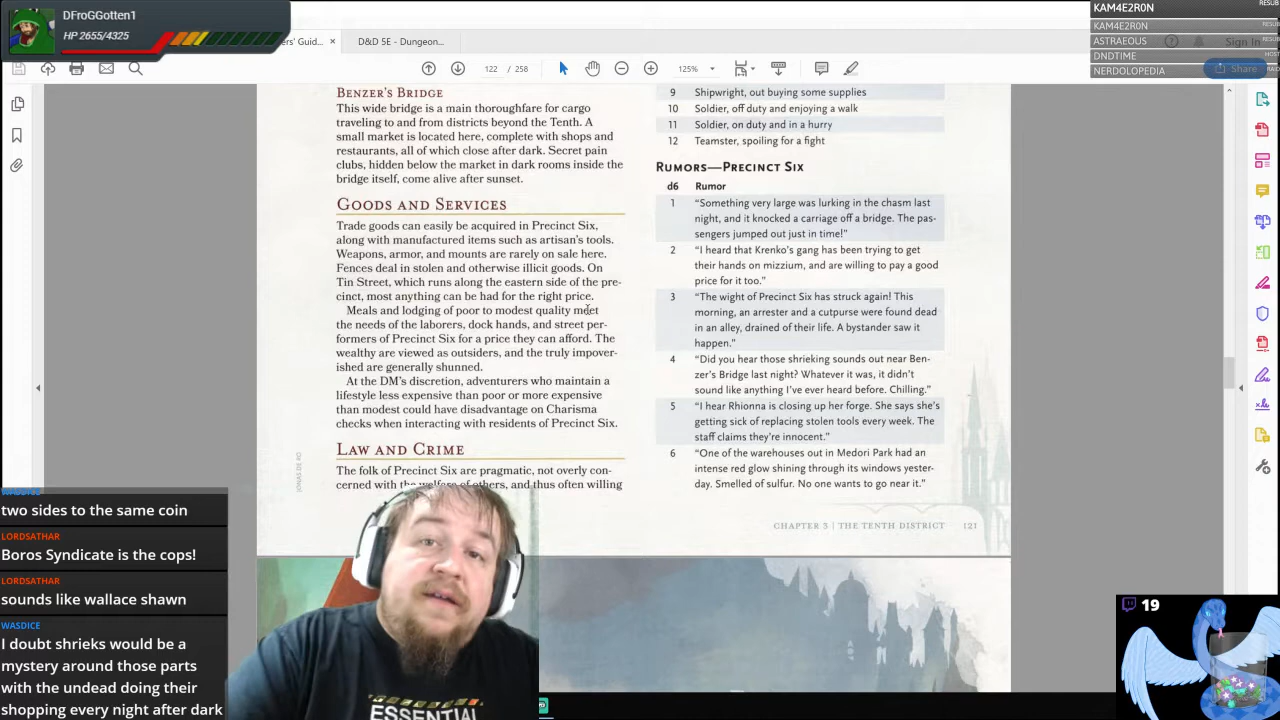 DFroGGotten1
HP 2655/4325
ers' Guid...
D&D 5E - Dungeon...
Sign In
Share
122 / 258
125%
KAM4E2R0N
RESUB
KAM4E2R0N
RESUB
ASTRAEOUS
DNDTIME
NERDOLOPEDIA
BENZER'S BRIDGE
This wide bridge is a main thoroughfare for cargo
traveling to and from districts beyond the Tenth. A
small market is located here, complete with shops and
restaurants, all of which close after dark. Secret pain
clubs, hidden below the market in dark rooms inside the
bridge itself, come alive after sunset.
GOODS AND SERVICES
Trade goods can easily be acquired in Precinct Six,
along with manufactured items such as artisan's tools.
Weapons, armor, and mounts are rarely on sale here.
Fences deal in stolen and otherwise illicit goods. On
Tin Street, which runs along the eastern side of the pre-
cinct, most anything can be had for the right price.
Meals and lodging of poor to modest quality meet
the needs of the laborers, dock hands, and street per-
formers of Precinct Six for a price they can afford. The
wealthy are viewed as outsiders, and the truly impover-
ished are generally shunned.
At the DM's discretion, adventurers who maintain a
lifestyle less expensive than poor or more expensive
than modest could have disadvantage on Charisma
checks when interacting with residents of Precinct Six.
LAW AND CRIME
The folk of Precinct Six are pragmatic, not overly con-
cerned with the welfare of others, and thus often willing
9 Shipwright, out buying some supplies
10 Soldier, off duty and enjoying a walk
11 Soldier, on duty and in a hurry
12 Teamster, spoiling for a fight
RUMORS—PRECINCT SIX
d6 Rumor
1 "Something very large was lurking in the chasm last
night, and it knocked a carriage off a bridge. The pas-
sengers jumped out just in time!"
2 "I heard that Krenko's gang has been trying to get
their hands on mizzium, and are willing to pay a good
price for it too."
3 "The wight of Precinct Six has struck again! This
morning, an arrester and a cutpurse were found dead
in an alley, drained of their life. A bystander saw it
happen."
4 "Did you hear those shrieking sounds out near Ben-
zer's Bridge last night? Whatever it was, it didn't
sound like anything I've ever heard before. Chilling."
5 "I hear Rhionna is closing up her forge. She says she's
getting sick of replacing stolen tools every week. The
staff claims they're innocent."
6 "One of the warehouses out in Medori Park had an
intense red glow shining through its windows yester-
day. Smelled of sulfur. No one wants to go near it."
CHAPTER 3 | THE TENTH DISTRICT 121
WASDICE
two sides to the same coin
LORDSATHAR
Boros Syndicate is the cops!
LORDSATHAR
sounds like wallace shawn
WASDICE
I doubt shrieks would be a
mystery around those parts
with the undead doing their
shopping every night after dark
ESSENTIAL
19